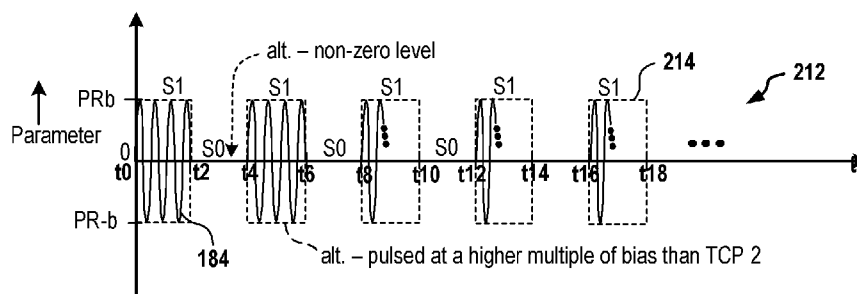 alt. – non-zero level
214
212
S1 S1 S1 S1 S1
PRb
Parameter
S0 S0 S0
0
t0 t2 t4 t6 t8 t10 t12 t14 t16 t18 t
PR-b
184
alt. – pulsed at a higher multiple of bias than TCP 2